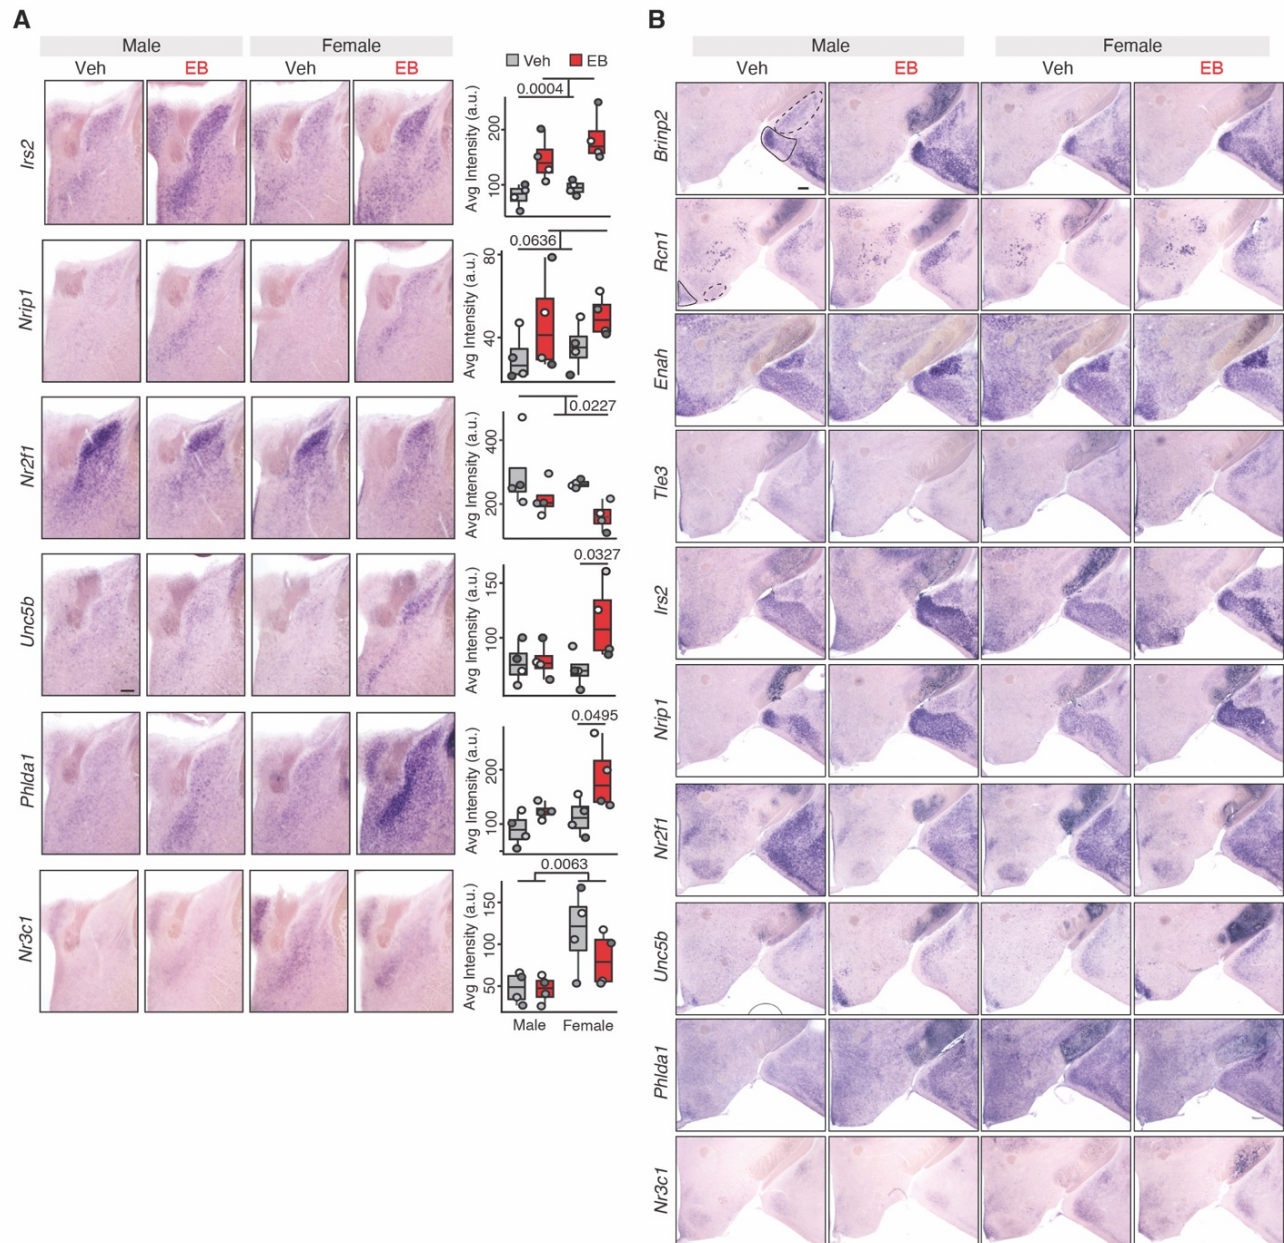 A
Male
Female
Veh
EB
Veh
EB
Veh
EB
Irs2
Avg Intensity (a.u.)
200
100
0.0004
Nrip1
Avg Intensity (a.u.)
80
40
0.0636
Nr2f1
Avg Intensity (a.u.)
400
200
0.0227
Unc5b
Avg Intensity (a.u.)
150
100
0.0327
Phlda1
Avg Intensity (a.u.)
200
100
0.0495
Nr3c1
Avg Intensity (a.u.)
150
100
50
0.0063
Male
Female
B
Male
Female
Veh
EB
Veh
EB
Brinp2
Rcn1
Enah
Tle3
Irs2
Nrip1
Nr2f1
Unc5b
Phlda1
Nr3c1